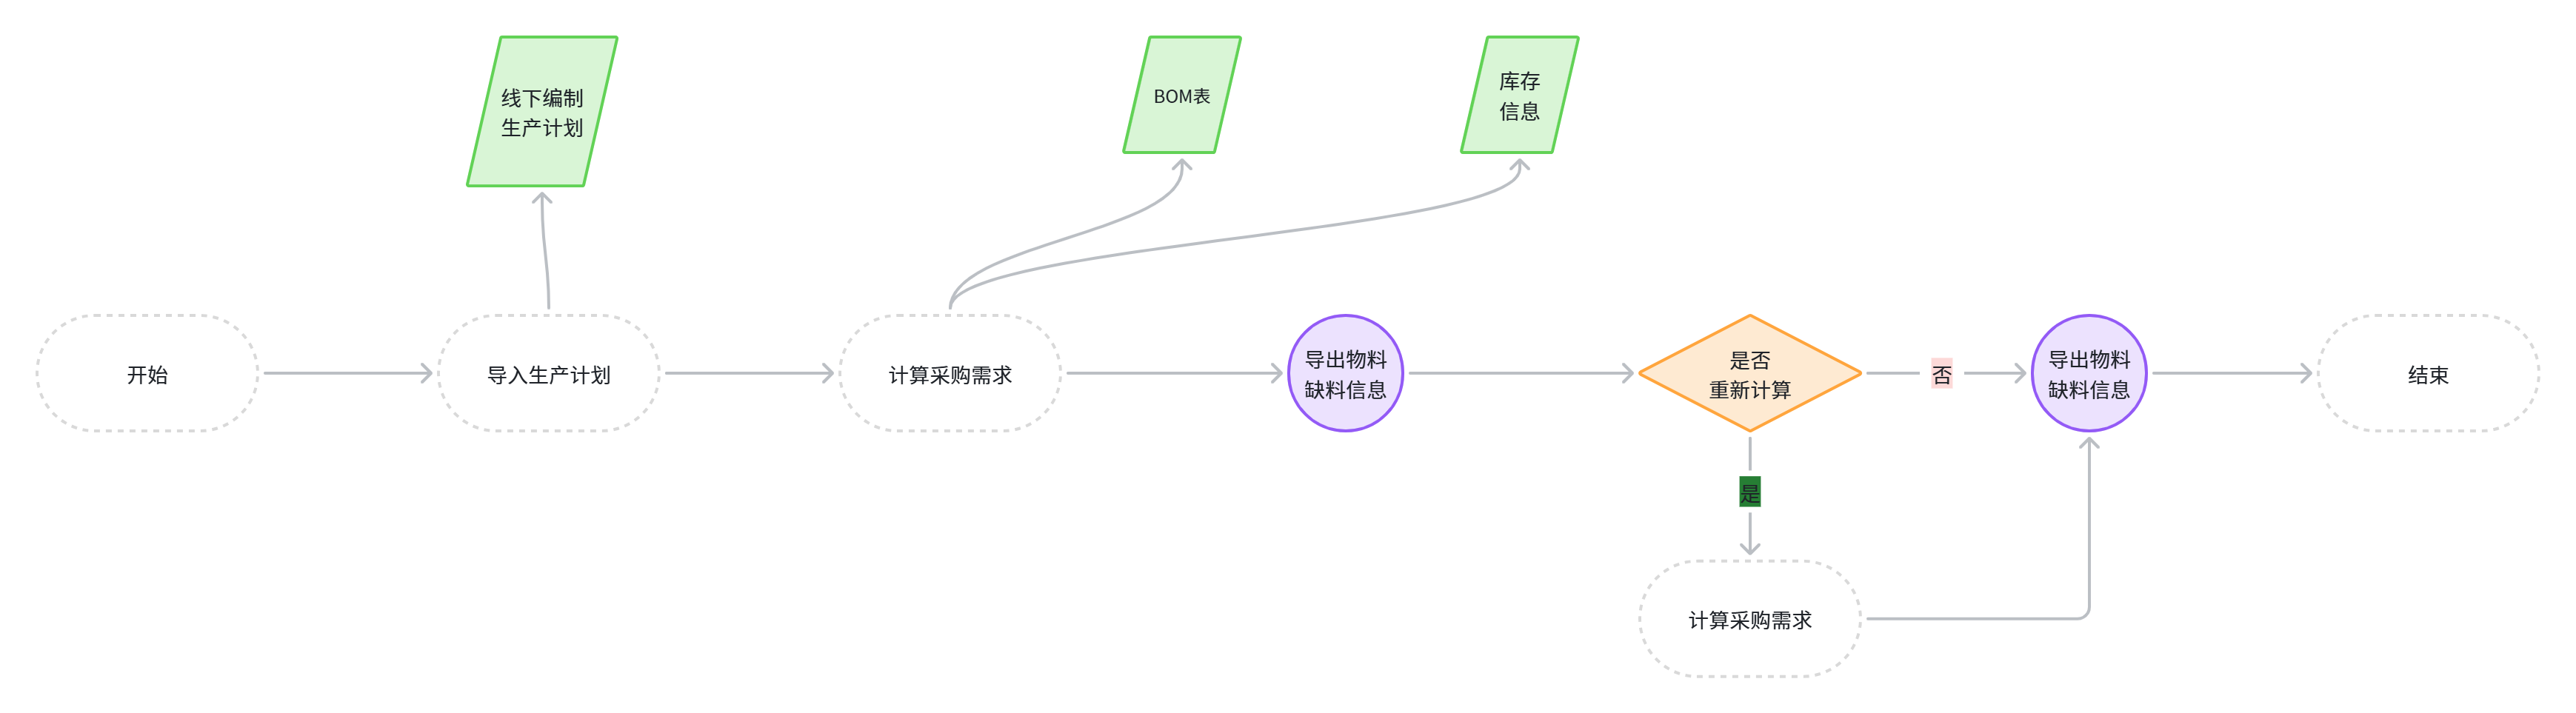 线下编制
生产计划
BOM表
库存
信息
开始
导入生产计划
计算采购需求
导出物料
缺料信息
是否
重新计算
否
导出物料
缺料信息
结束
是
计算采购需求